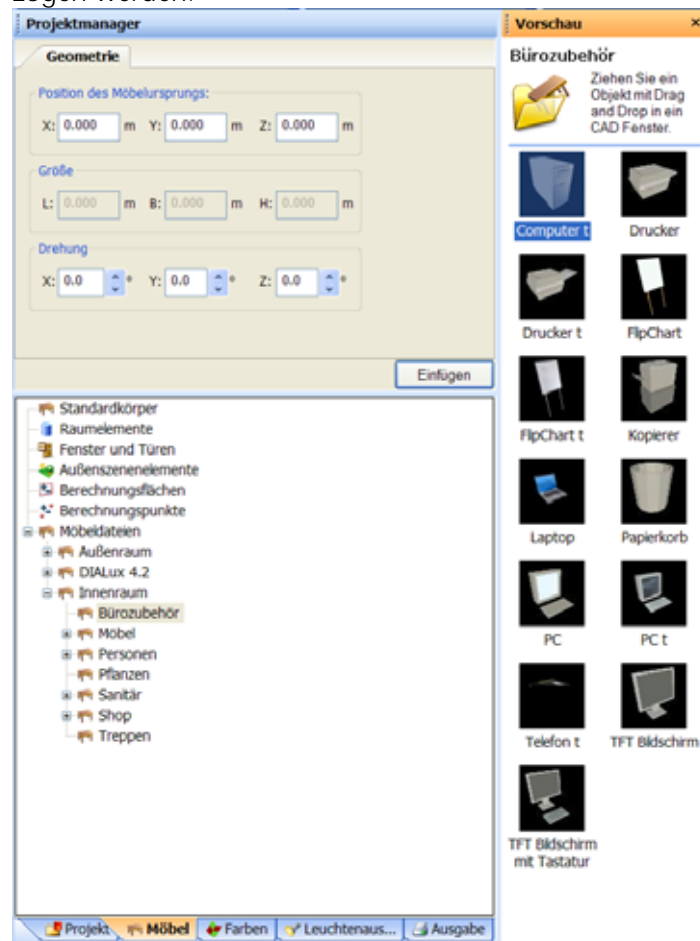 zogen werden.
Projektmanager
Geometrie
Position des Möbelursprungs:
X: 0.000 m Y: 0.000 m Z: 0.000 m
Größe
L: 0.000 m B: 0.000 m H: 0.000 m
Drehung
X: 0.0 ° Y: 0.0 ° Z: 0.0 °
Einfügen
Standardkörper
Raumelemente
Fenster und Türen
Außenszenenelemente
Berechnungsflächen
Berechnungspunkte
Möbeldateien
Außenraum
DIALux 4.2
Innenraum
Bürozubehör
Möbel
Personen
Pflanzen
Sanitär
Shop
Treppen
Projekt Möbel Farben Leuchtenaus... Ausgabe
Vorschau
Bürozubehör
Ziehen Sie ein
Objekt mit Drag
and Drop in ein
CAD Fenster.
Computer t Drucker
Drucker t FlipChart
FlipChart t Kopierer
Laptop Papierkorb
PC PC t
Telefon t TFT Bildschirm
TFT Bildschirm
mit Tastatur